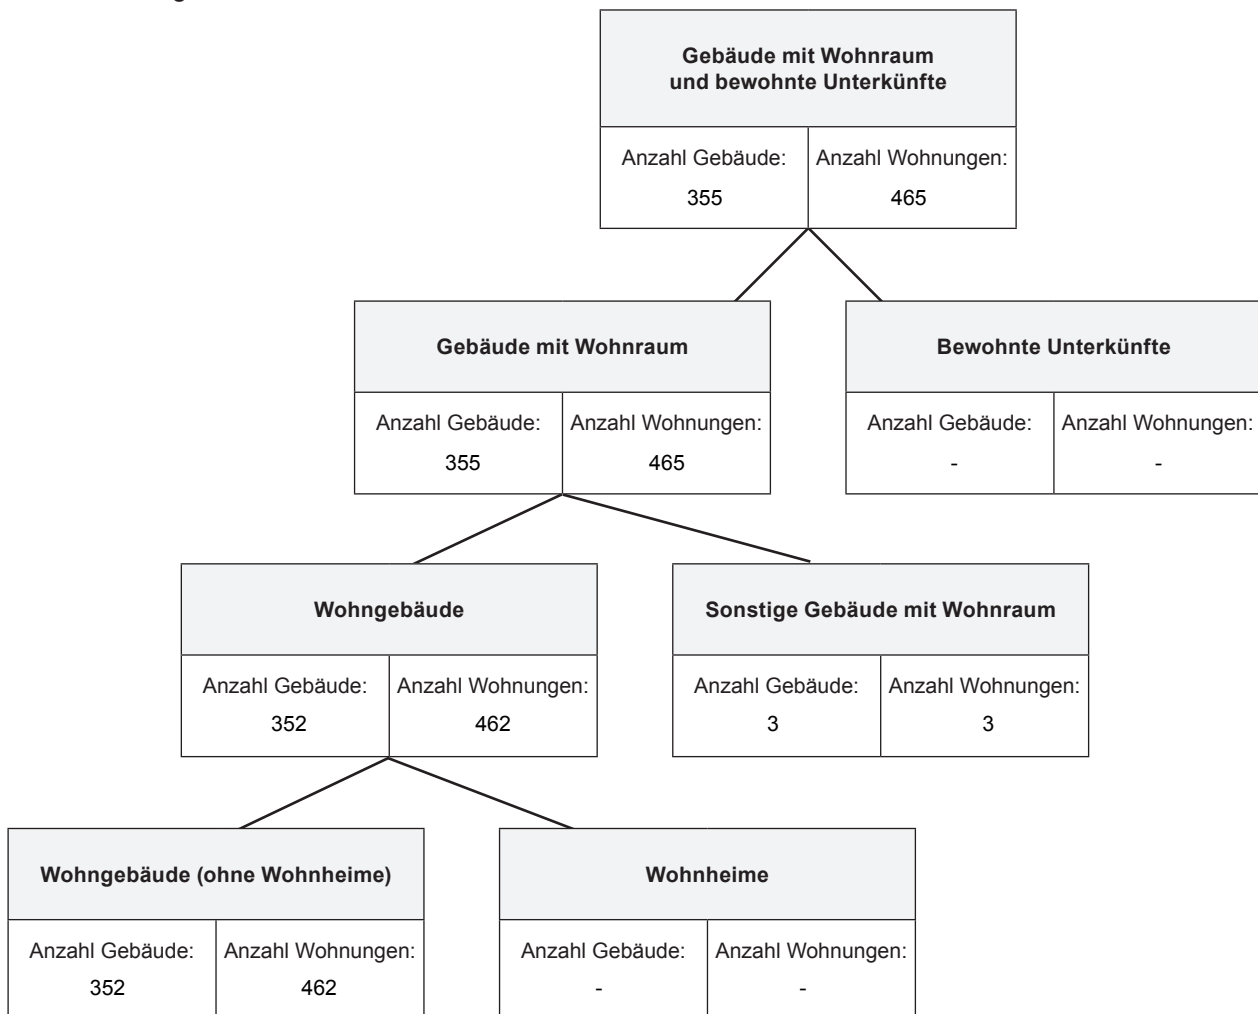 Gebäude mit Wohnraum
und bewohnte Unterkünfte
Anzahl Gebäude: Anzahl Wohnungen:
355 465
Gebäude mit Wohnraum Bewohnte Unterkünfte
Anzahl Gebäude: Anzahl Wohnungen: Anzahl Gebäude: Anzahl Wohnungen:
355 465 - -
Wohngebäude Sonstige Gebäude mit Wohnraum
Anzahl Gebäude: Anzahl Wohnungen: Anzahl Gebäude: Anzahl Wohnungen:
352 462 3 3
Wohngebäude (ohne Wohnheime) Wohnheime
Anzahl Gebäude: Anzahl Wohnungen: Anzahl Gebäude: Anzahl Wohnungen:
352 462 - -